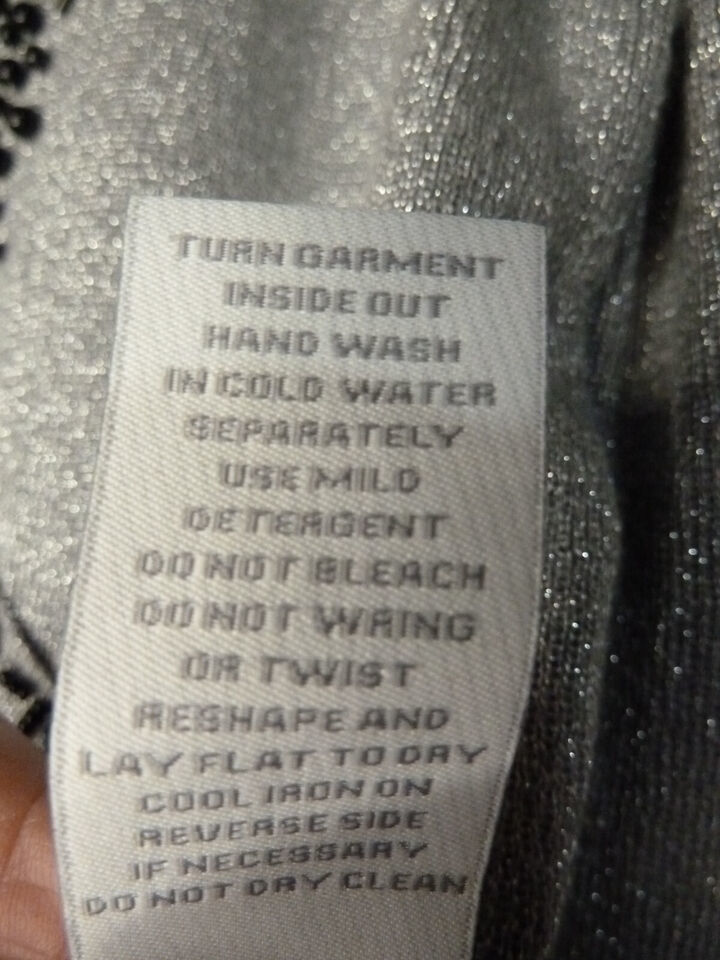 TURN GARMENT
INSIDE OUT
HAND WASH
IN COLD WATER
SEPARATELY
USE MILD
DETERGENT
DO NOT BLEACH
DO NOT WRING
OR TWIST
RESHAPE AND
LAY FLAT TO DRY
COOL IRON ON
REVERSE SIDE
IF NECESSARY
DO NOT DRY CLEAN